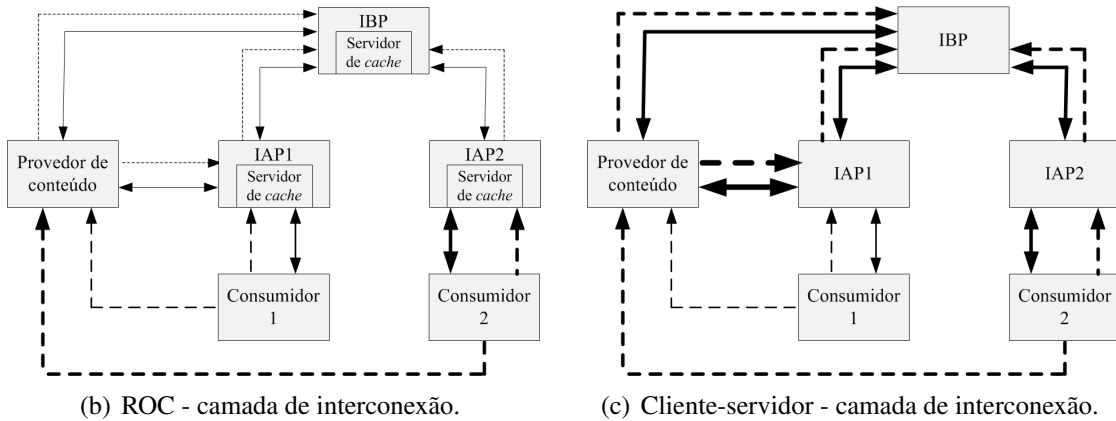 IBP
Servidor
de cache
Provedor de
conteúdo
IAP1
Servidor
de cache
IAP2
Servidor
de cache
Consumidor
1
Consumidor
2
(b) ROC - camada de interconexão.
IBP
Provedor de
conteúdo
IAP1
IAP2
Consumidor
1
Consumidor
2
(c) Cliente-servidor - camada de interconexão.